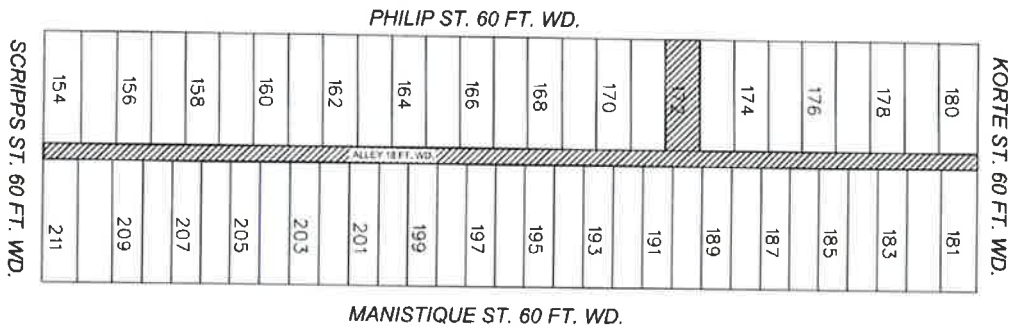 PHILIP ST. 60 FT. WD.
SCRIPPS ST. 60 FT. WD.
154 156 158 160 162 164 166 168 170 172 174 176 178 180
KORTE ST. 60 FT. WD.
ALLEY 18 FT. WD.
211 209 207 205 203 201 199 197 195 193 191 189 187 185 183 181
MANISTIQUE ST. 60 FT. WD.